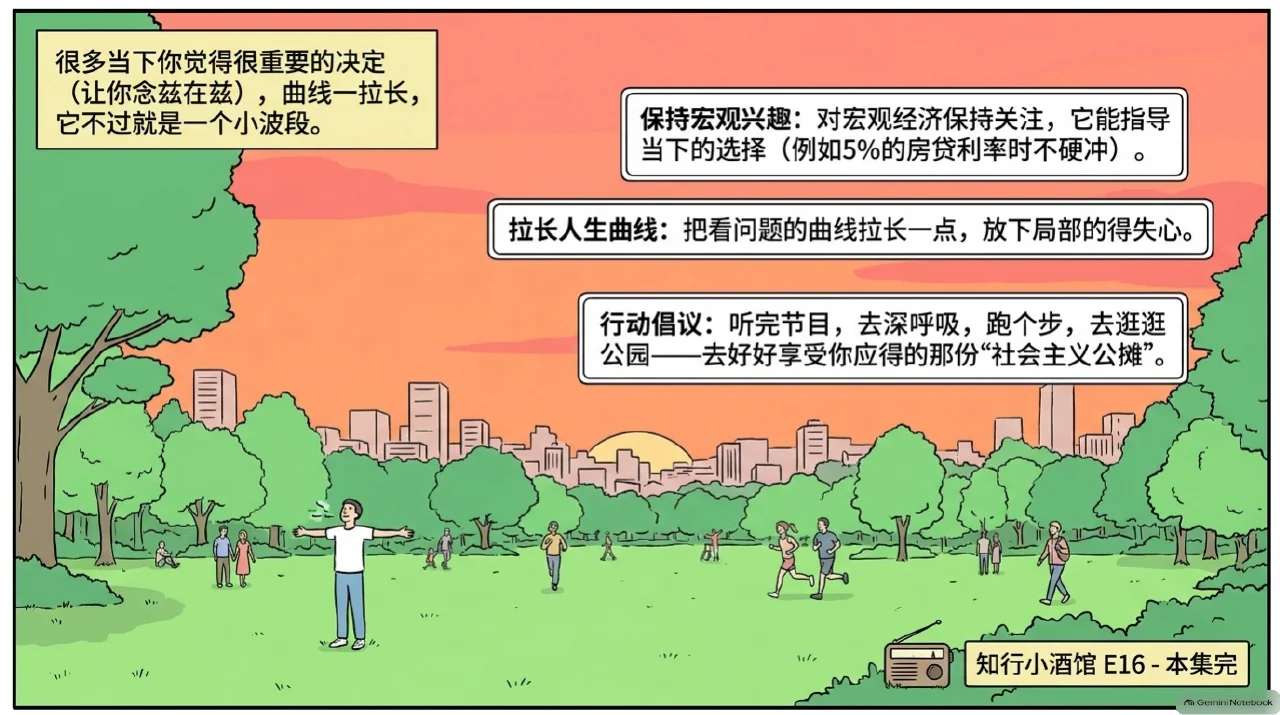 很多当下你觉得很重要的决定
（让你念兹在兹），曲线一拉长，
它不过就是一个小波段。
保持宏观兴趣：对宏观经济保持关注，它能指导
当下的选择（例如5%的房贷利率时不硬冲）。
拉长人生曲线：把看问题的曲线拉长一点，放下局部的得失心。
行动倡议：听完节目，去深呼吸，跑个步，去逛逛
公园——去好好享受你应得的那份“社会主义公摊”。
知行小酒馆 E16 - 本集完
Gemini Notebook